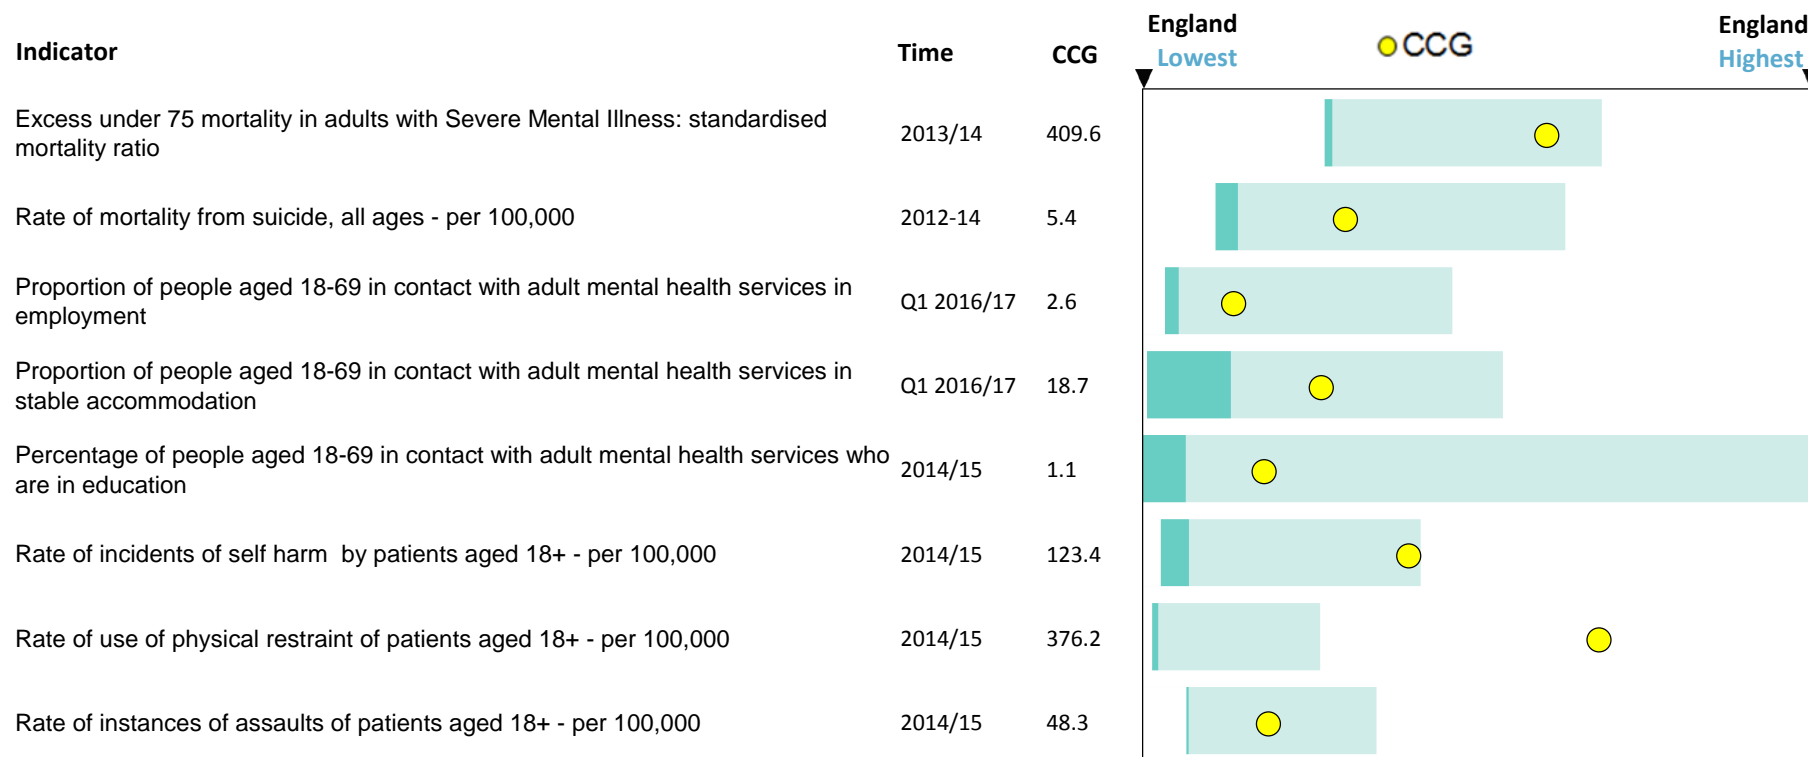 England England
Indicator Time CCG Lowest CCG Highest
Excess under 75 mortality in adults with Severe Mental Illness: standardised
mortality ratio
2013/14 409.6
Rate of mortality from suicide, all ages - per 100,000 2012-14 5.4
Proportion of people aged 18-69 in contact with adult mental health services in
employment
Q1 2016/17 2.6
Proportion of people aged 18-69 in contact with adult mental health services in
stable accommodation
Q1 2016/17 18.7
Percentage of people aged 18-69 in contact with adult mental health services who
are in education
2014/15 1.1
Rate of incidents of self harm  by patients aged 18+ - per 100,000 2014/15 123.4
Rate of use of physical restraint of patients aged 18+ - per 100,000 2014/15 376.2
Rate of instances of assaults of patients aged 18+ - per 100,000 2014/15 48.3